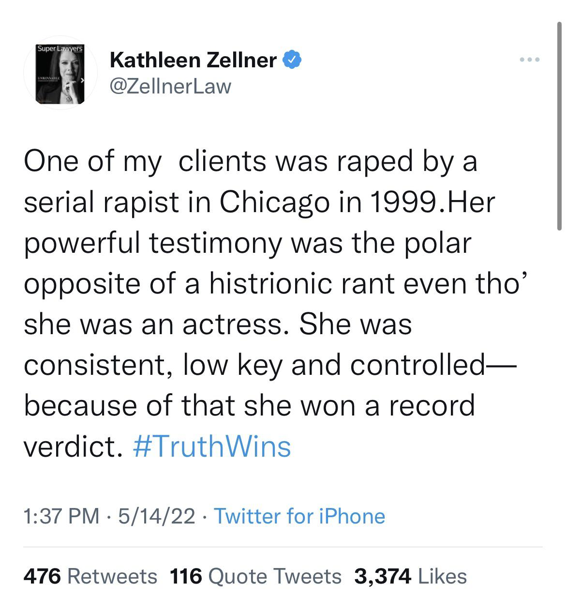 SuperLawyers
Kathleen Zellner
@ZellnerLaw
One of my  clients was raped by a
serial rapist in Chicago in 1999.Her
powerful testimony was the polar
opposite of a histrionic rant even tho’
she was an actress. She was
consistent, low key and controlled—
because of that she won a record
verdict. #TruthWins
1:37 PM · 5/14/22 · Twitter for iPhone
476 Retweets  116 Quote Tweets  3,374 Likes